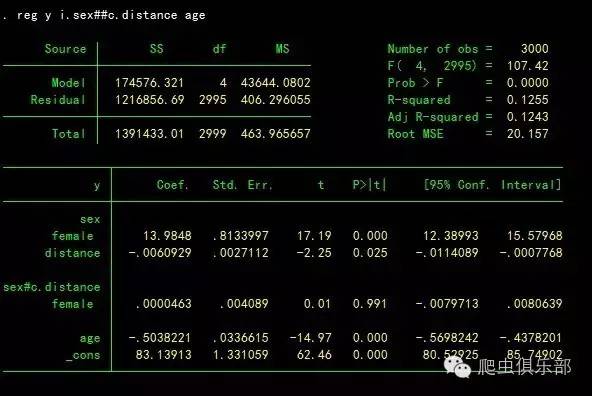 . reg y i.sex##c.distance age
Source SS df MS Number of obs = 3000
F( 4, 2995) = 107.42
Model 174576.321 4 43644.0802 Prob > F = 0.0000
Residual 1216856.69 2995 406.296055 R-squared = 0.1255
Adj R-squared = 0.1243
Total 1391433.01 2999 463.965657 Root MSE = 20.157
y Coef. Std. Err. t P>|t| [95% Conf. Interval]
sex
female 13.9848 .8133997 17.19 0.000 12.38993 15.57968
distance -.0060929 .0027112 -2.25 0.025 -.0114089 -.0007768
sex#c.distance
female .0000463 .004089 0.01 0.991 -.0079713 .0080639
age -.5038221 .0336615 -14.97 0.000 -.5698242 -.4378201
_cons 83.13913 1.331059 62.46 0.000 80.52925 85.74902
爬虫俱乐部